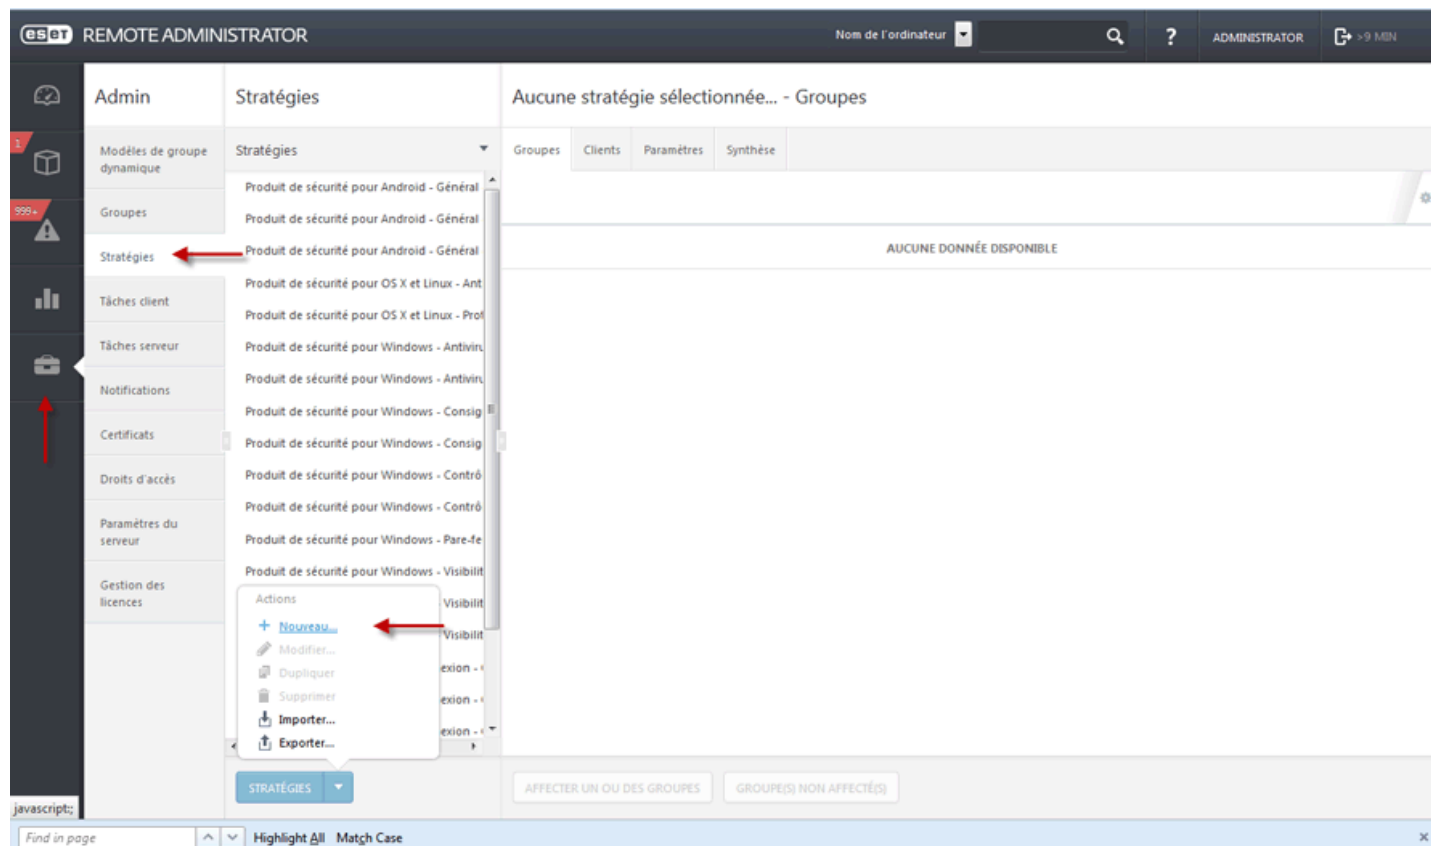 eset REMOTE ADMINISTRATOR
Nom de l'ordinateur
?
ADMINISTRATOR
>9 MIN
Admin
Stratégies
Aucune stratégie sélectionnée... - Groupes
1
999+
Modèles de groupe
dynamique
Groupes
Stratégies
Tâches client
Tâches serveur
Notifications
Certificats
Droits d'accès
Paramètres du
serveur
Gestion des
licences
Stratégies
Produit de sécurité pour Android - Général
Produit de sécurité pour Android - Général
Produit de sécurité pour Android - Général
Produit de sécurité pour OS X et Linux - Ant
Produit de sécurité pour OS X et Linux - Prot
Produit de sécurité pour Windows - Antiviru
Produit de sécurité pour Windows - Antiviru
Produit de sécurité pour Windows - Consig
Produit de sécurité pour Windows - Consig
Produit de sécurité pour Windows - Contrô
Produit de sécurité pour Windows - Contrô
Produit de sécurité pour Windows - Pare-fe
Produit de sécurité pour Windows - Visibilit
Visibilit
Visibilit
exion -
exion -
exion -
Actions
+ Nouveau...
Modifier...
Dupliquer
Supprimer
Importer...
Exporter...
STRATÉGIES
Groupes Clients Paramètres Synthèse
AUCUNE DONNÉE DISPONIBLE
AFFECTER UN OU DES GROUPES
GROUPE(S) NON AFFECTÉ(S)
javascript:;
Find in page
Highlight All Match Case